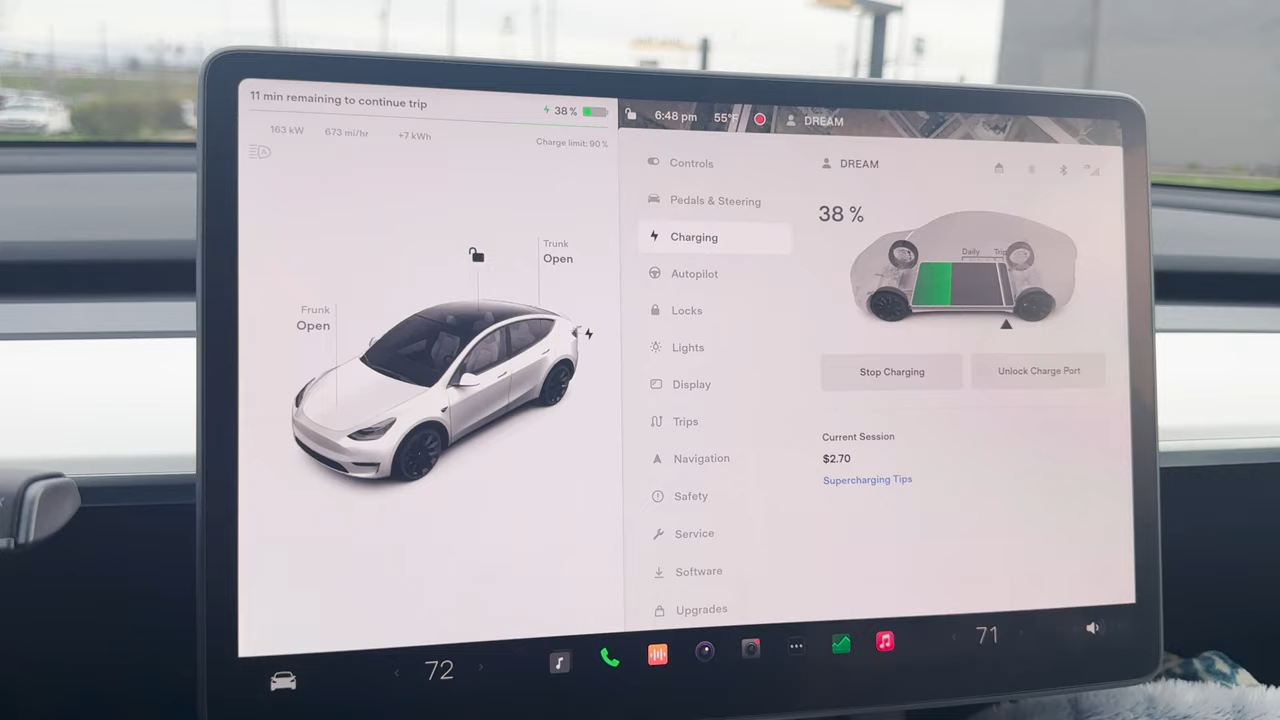 11 min remaining to continue trip
38 %
163 kW
673 mi/hr
+7 kWh
Charge limit: 90 %
Trunk
Open
Frunk
Open
6:48 pm
55°F
DREAM
Controls
Pedals & Steering
Charging
Autopilot
Locks
Lights
Display
Trips
Navigation
Safety
Service
Software
Upgrades
DREAM
38 %
Daily
Trip
Stop Charging
Unlock Charge Port
Current Session
$2.70
Supercharging Tips
72
71